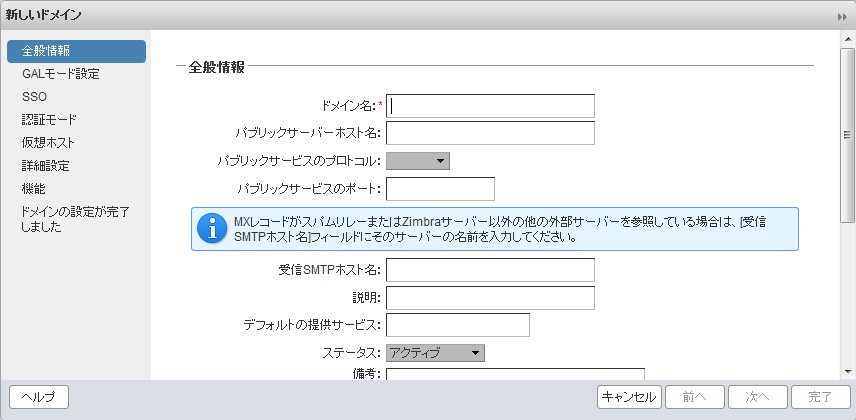 新しいドメイン
全般情報
GALモード設定
SSO
認証モード
仮想ホスト
詳細設定
機能
ドメインの設定が完了
しました
全般情報
ドメイン名:*
パブリックサーバーホスト名:
パブリックサービスのプロトコル:
パブリックサービスのポート:
MXレコードがスパムリレーまたはZimbraサーバー以外の他の外部サーバーを参照している場合は、[受信
SMTPホスト名]フィールドにそのサーバーの名前を入力してください。
受信SMTPホスト名:
説明:
デフォルトの提供サービス:
ステータス: アクティブ
備考:
ヘルプ
キャンセル
前へ
次へ
完了